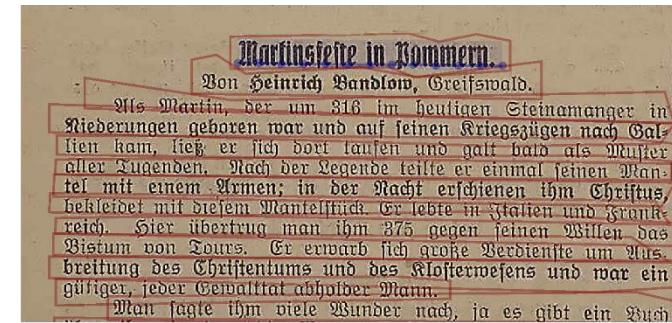 Martinsfeste in Pommern.
Von Heinrich Bandlow, Greifswald.
Als Martin, der um 316 im heutigen Steinamanger in
Niederungen geboren war und auf seinen Kriegszügen nach Gal-
lien kam, ließ er sich dort taufen und galt bald als Muster
aller Tugenden. Nach der Legende teilte er einmal seinen Man-
tel mit einem Armen; in der Nacht erschienen ihm Christus,
bekleidet mit diesem Mantelstück. Er lebte in Italien und Frank-
reich. Hier übertrug man ihm 375 gegen seinen Willen das
Bistum von Tours. Er erwarb sich große Verdienste um Aus-
breitung des Christentums und des Klosterwesens und war ein
gütiger, jeder Gewalttat abholder Mann.
Man sagte ihm viele Wunder nach, ja es gibt ein Buch